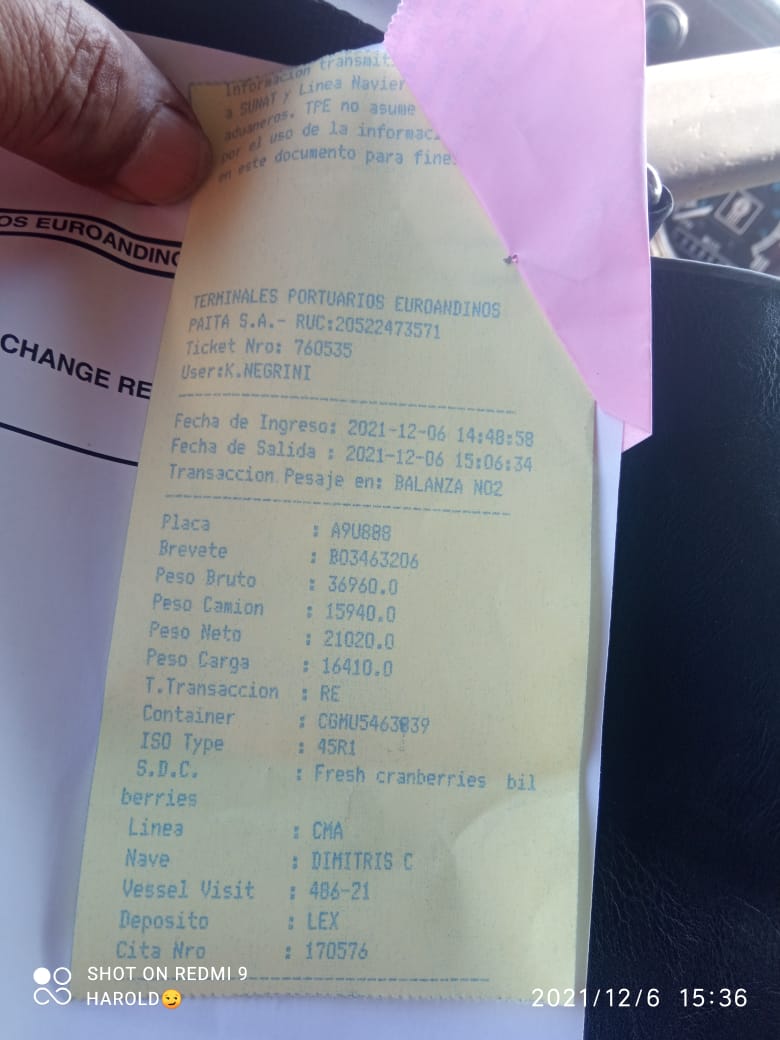 Informacion transmit
a SUNAT y Linea Navier
aduaneros. TPE no asume
por el uso de la informac
en este documento para fine
OS EUROANDINO
CHANGE RE
TERMINALES PORTUARIOS EUROANDINOS
PAITA S.A.- RUC:20522473571
Ticket Nro: 760535
User:K.NEGRINI
Fecha de Ingreso: 2021-12-06 14:48:58
Fecha de Salida : 2021-12-06 15:06:34
Transaccion Pesaje en: BALANZA NO2
Placa : A9U888
Brevete : B03463206
Peso Bruto : 36960.0
Peso Camion : 15940.0
Peso Neto : 21020.0
Peso Carga : 16410.0
T.Transaccion : RE
Container : CGMU5463839
ISO Type : 45R1
S.D.C. : Fresh cranberries bil
berries
Linea : CMA
Nave : DIMITRIS C
Vessel Visit : 486-21
Deposito : LEX
Cita Nro : 170576
SHOT ON REDMI 9
HAROLD😏
2021/12/6 15:36